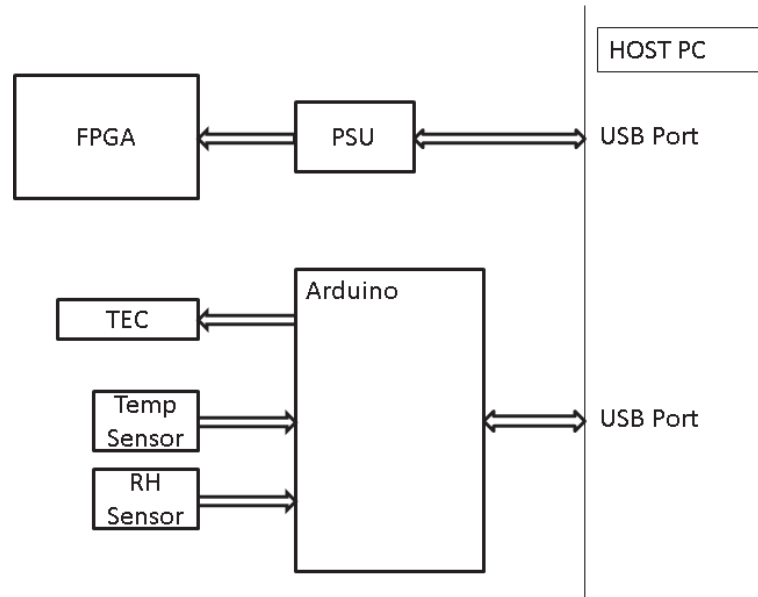 HOST PC
FPGA
PSU
USB Port
Arduino
TEC
Temp
Sensor
USB Port
RH
Sensor